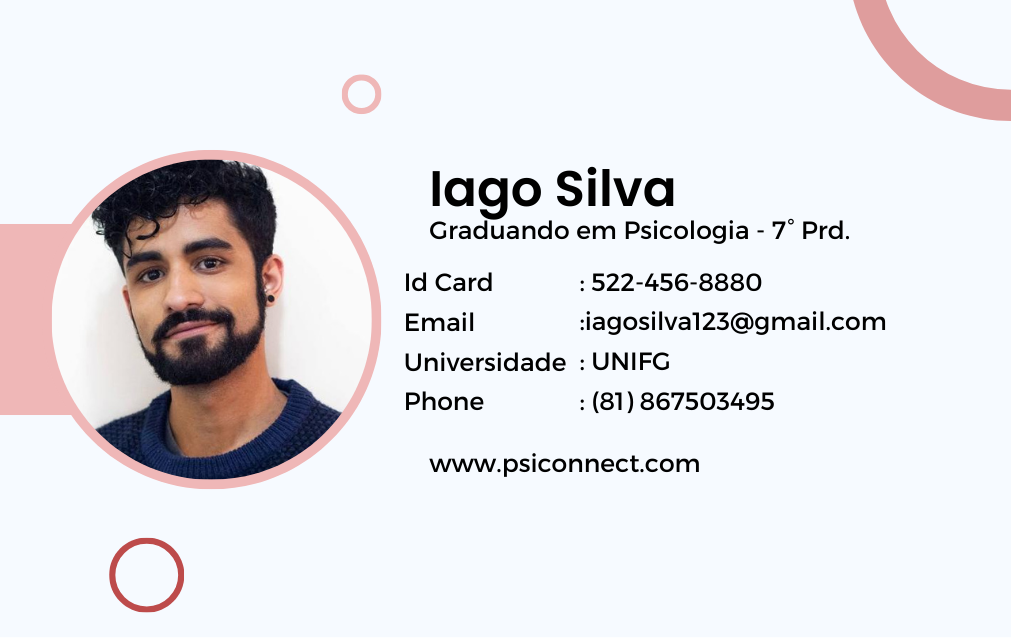 Iago Silva
Graduando em Psicologia - 7° Prd.
Id Card : 522-456-8880
Email :iagosilva123@gmail.com
Universidade : UNIFG
Phone : (81) 867503495
www.psiconnect.com